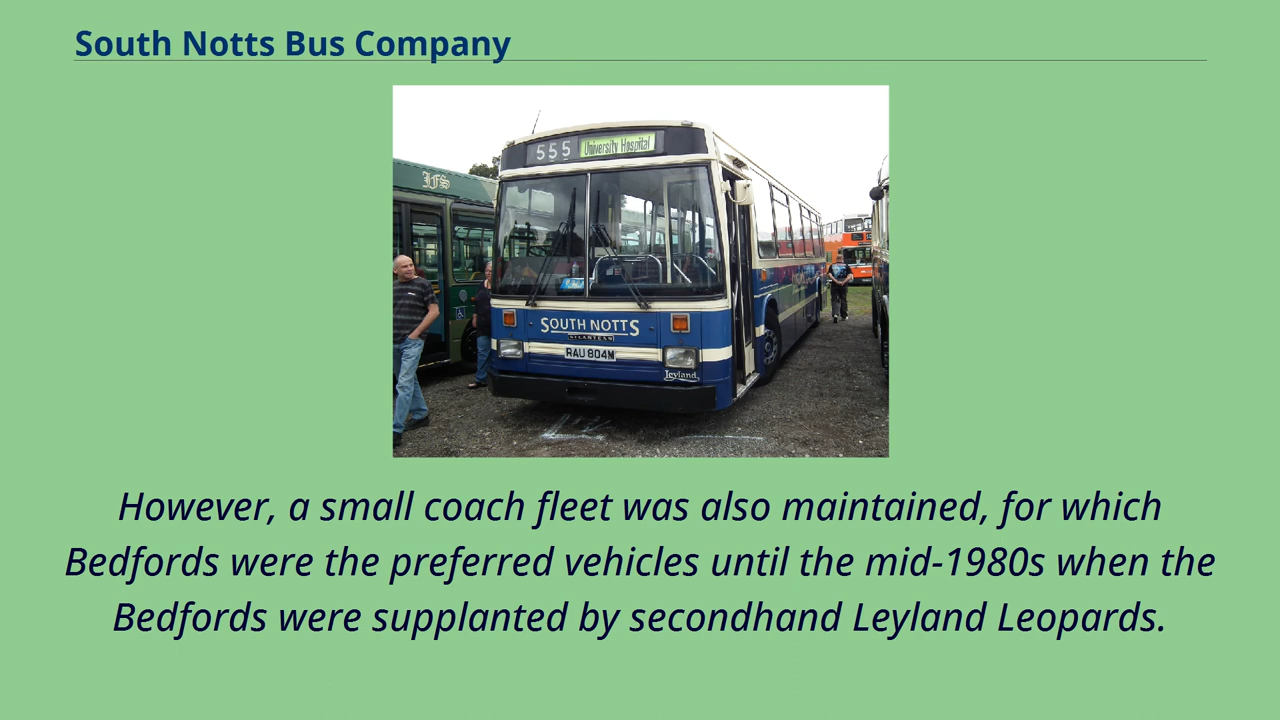 South Notts Bus Company
555 University Hospital
IFS
SOUTH NOTTS
RAU 804M
Leyland
However, a small coach fleet was also maintained, for which
Bedfords were the preferred vehicles until the mid-1980s when the
Bedfords were supplanted by secondhand Leyland Leopards.